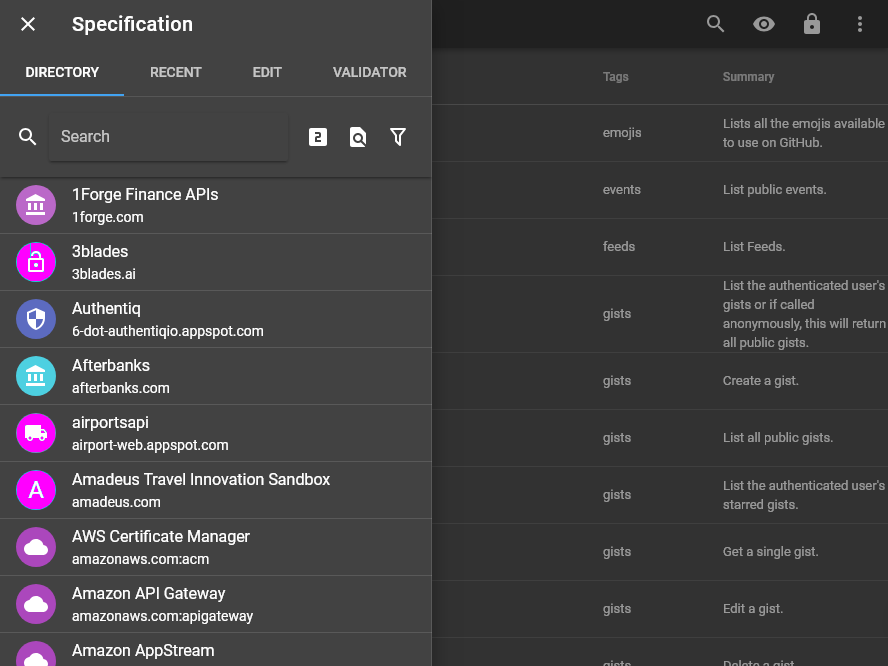 Specification
DIRECTORY
RECENT
EDIT
VALIDATOR
Search
2
1Forge Finance APIs
1forge.com
3blades
3blades.ai
Authentiq
6-dot-authentiqio.appspot.com
Afterbanks
afterbanks.com
airportsapi
airport-web.appspot.com
A
Amadeus Travel Innovation Sandbox
amadeus.com
AWS Certificate Manager
amazonaws.com:acm
Amazon API Gateway
amazonaws.com:apigateway
Amazon AppStream
Tags
Summary
emojis
Lists all the emojis available
to use on GitHub.
events
List public events.
feeds
List Feeds.
gists
List the authenticated user's
gists or if called
anonymously, this will return
all public gists.
gists
Create a gist.
gists
List all public gists.
gists
List the authenticated user's
starred gists.
gists
Get a single gist.
gists
Edit a gist.
gists
Delete a gist.